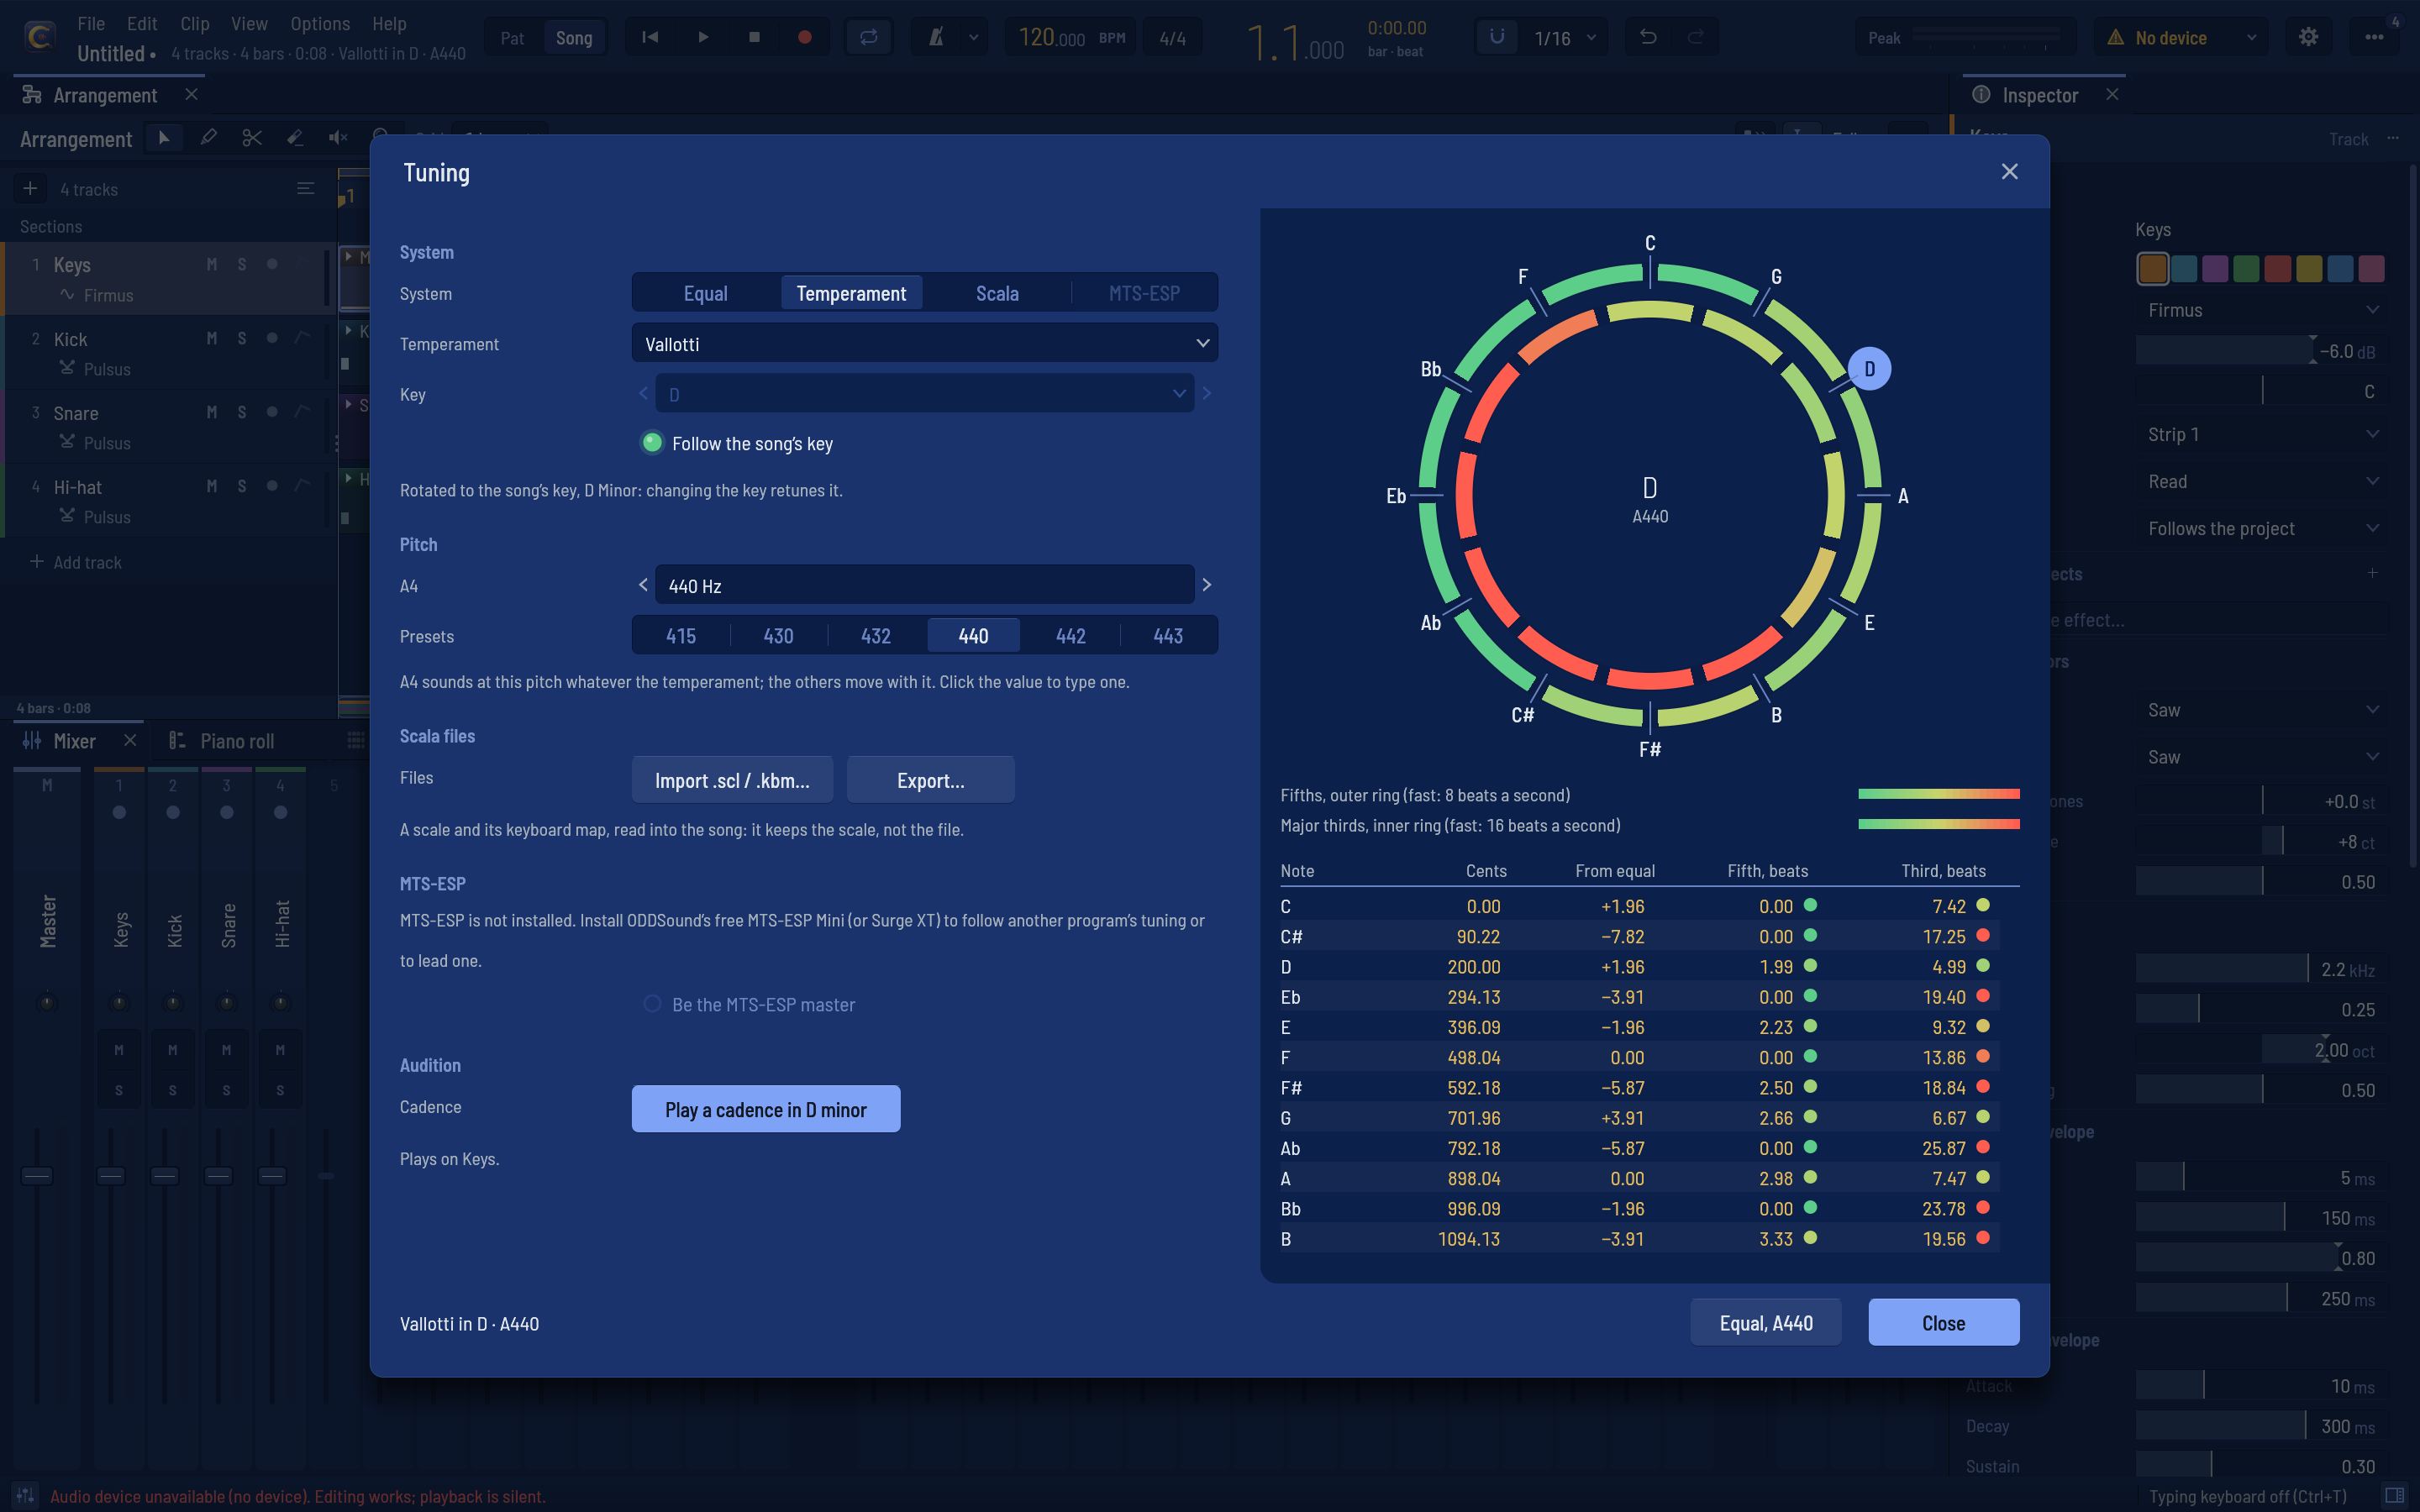 File Edit Clip View Options Help
Untitled • 4 tracks · 4 bars · 0:08 · Vallotti in D · A440
Pat Song
120.000 BPM 4/4
1.1.000 0:00.00
bar · beat
1/16
Peak
No device
4
Arrangement
Inspector
Arrangement
Track
4 tracks
1
Sections
1 Keys M S
Firmus
2 Kick M S
Pulsus
3 Snare M S
Pulsus
4 Hi-hat M S
Pulsus
Add track
4 bars · 0:08
Mixer Piano roll
M 1 2 3 4 5
Master Keys Kick Snare Hi-hat
M M M M
S S S S
Tuning
System
System Equal Temperament Scala MTS-ESP
Temperament Vallotti
Key D
Follow the song's key
Rotated to the song's key, D Minor: changing the key retunes it.
Pitch
A4 440 Hz
Presets 415 430 432 440 442 443
A4 sounds at this pitch whatever the temperament; the others move with it. Click the value to type one.
Scala files
Files Import .scl / .kbm... Export...
A scale and its keyboard map, read into the song: it keeps the scale, not the file.
MTS-ESP
MTS-ESP is not installed. Install ODDSound's free MTS-ESP Mini (or Surge XT) to follow another program's tuning or
to lead one.
Be the MTS-ESP master
Audition
Cadence Play a cadence in D minor
Plays on Keys.
Vallotti in D · A440
C
F G
Bb D
Eb A
Ab E
C# B
F#
D
A440
Fifths, outer ring (fast: 8 beats a second)
Major thirds, inner ring (fast: 16 beats a second)
Note Cents From equal Fifth, beats Third, beats
C 0.00 +1.96 0.00 7.42
C# 90.22 −7.82 0.00 17.25
D 200.00 +1.96 1.99 4.99
Eb 294.13 −3.91 0.00 19.40
E 396.09 −1.96 2.23 9.32
F 498.04 0.00 0.00 13.86
F# 592.18 −5.87 2.50 18.84
G 701.96 +3.91 2.66 6.67
Ab 792.18 −5.87 0.00 25.87
A 898.04 0.00 2.98 7.47
Bb 996.09 −1.96 0.00 23.78
B 1094.13 −3.91 3.33 19.56
Equal, A440 Close
Keys
Firmus
−6.0 dB
C
Strip 1
Read
Follows the project
effect...
Saw
Saw
+0.0 st
+8 ct
0.50
2.2 kHz
0.25
2.00 oct
0.50
5 ms
150 ms
0.80
250 ms
Attack 10 ms
Decay 300 ms
Sustain 0.30
Audio device unavailable (no device). Editing works; playback is silent.
Typing keyboard off (Ctrl+T)